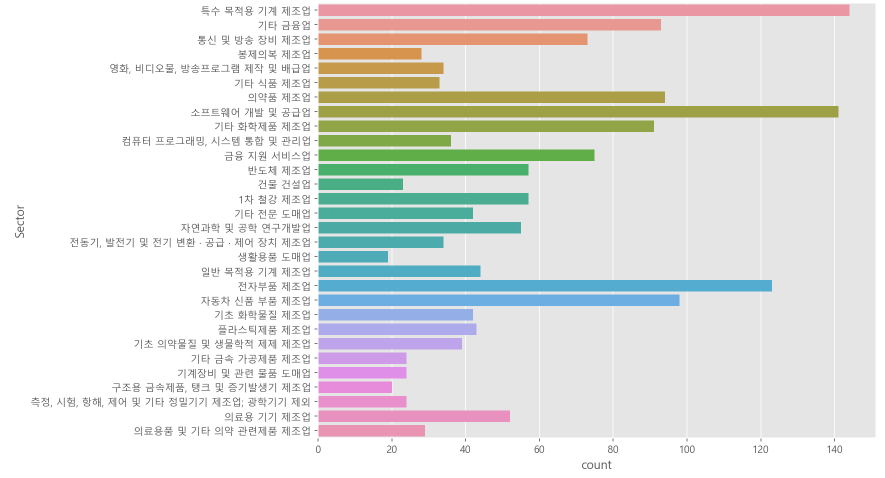 특수 목적용 기계 제조업
기타 금융업
통신 및 방송 장비 제조업
봉제의복 제조업
영화, 비디오물, 방송프로그램 제작 및 배급업
기타 식품 제조업
의약품 제조업
소프트웨어 개발 및 공급업
기타 화학제품 제조업
컴퓨터 프로그래밍, 시스템 통합 및 관리업
금융 지원 서비스업
반도체 제조업
건물 건설업
1차 철강 제조업
기타 전문 도매업
자연과학 및 공학 연구개발업
전동기, 발전기 및 전기 변환 · 공급 · 제어 장치 제조업
생활용품 도매업
일반 목적용 기계 제조업
전자부품 제조업
자동차 신품 부품 제조업
기초 화학물질 제조업
플라스틱제품 제조업
기초 의약물질 및 생물학적 제제 제조업
기타 금속 가공제품 제조업
기계장비 및 관련 물품 도매업
구조용 금속제품, 탱크 및 증기발생기 제조업
측정, 시험, 항해, 제어 및 기타 정밀기기 제조업; 광학기기 제외
의료용 기기 제조업
의료용품 및 기타 의약 관련제품 제조업
Sector
0 20 40 60 80 100 120 140
count